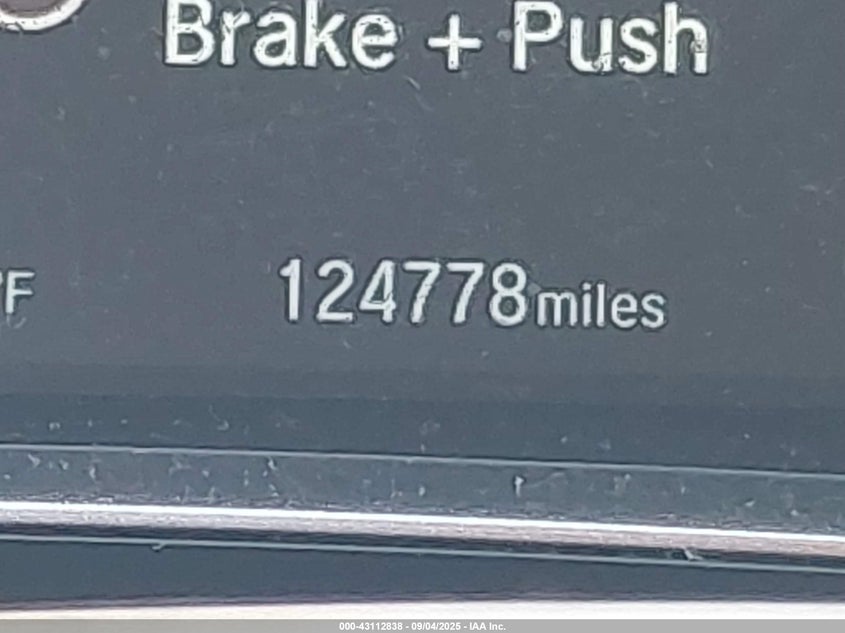 Brake + Push
°F
124778miles
000-43112838 - 09/04/2025 - IAA Inc.